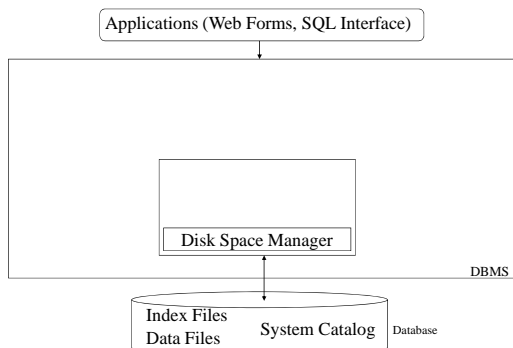 Applications (Web Forms, SQL Interface)
Disk Space Manager
DBMS
Index Files
Data Files
System Catalog
Database